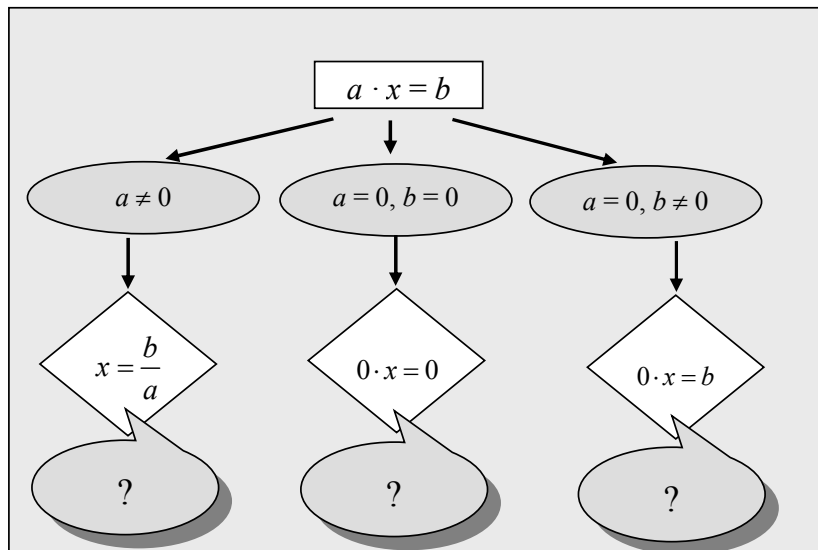 a · x = b
a ≠ 0
a = 0, b = 0
a = 0, b ≠ 0
x = b/a
0 · x = 0
0 · x = b
?
?
?